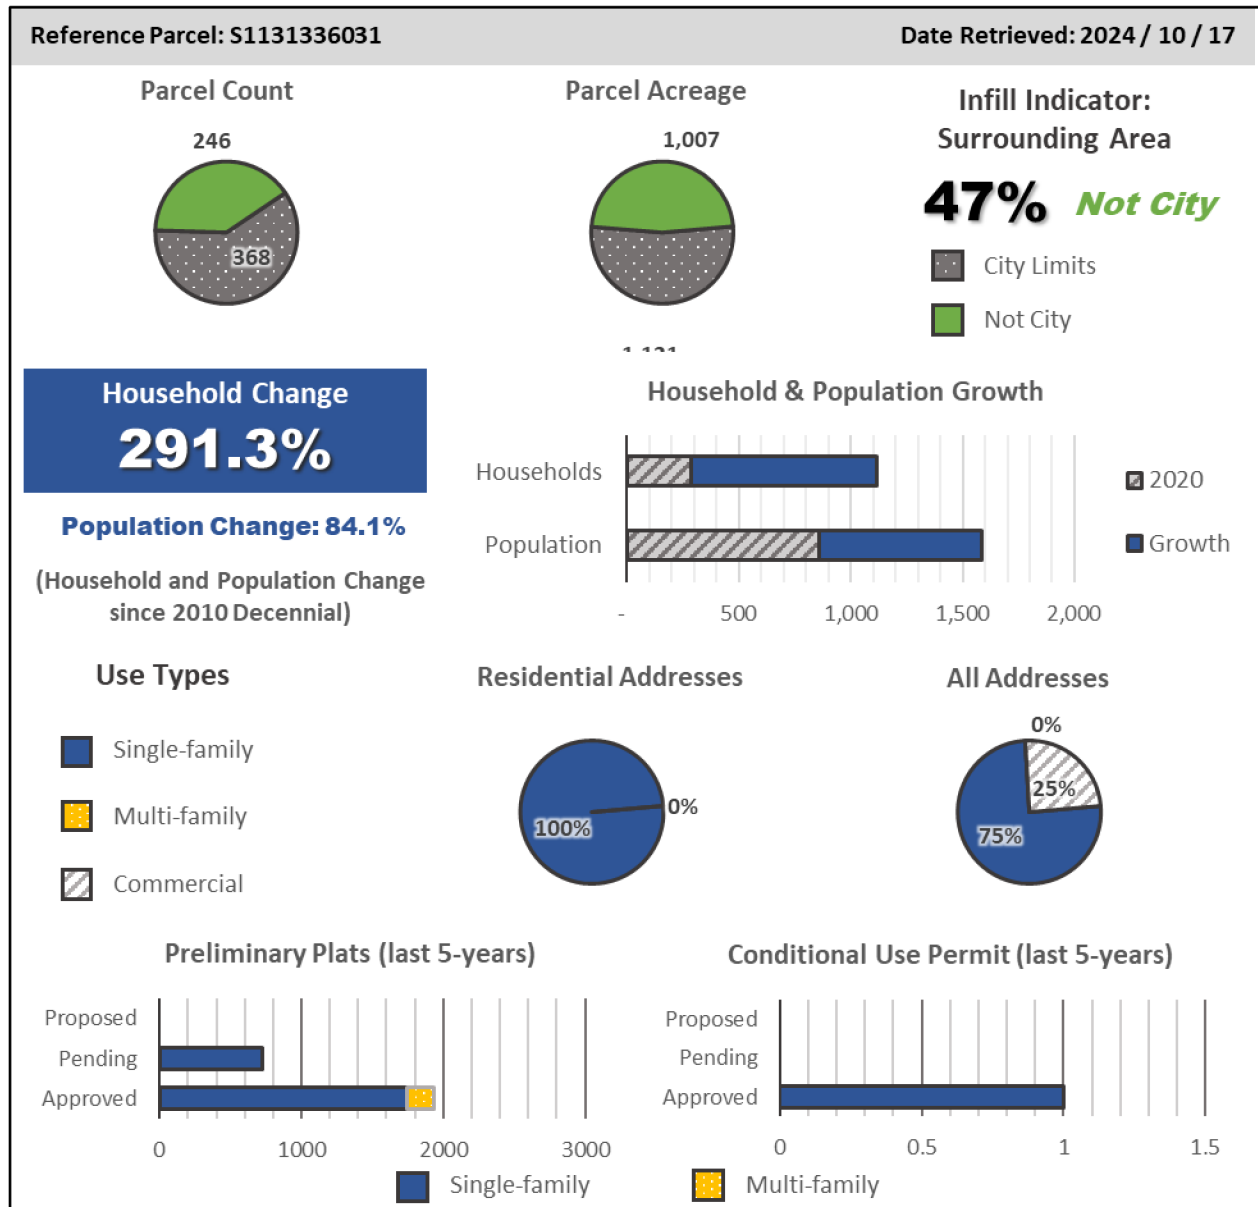 Reference Parcel: S1131336031
Date Retrieved: 2024 / 10 / 17
Parcel Count
246
368
Parcel Acreage
1,007
Infill Indicator:
Surrounding Area
47% Not City
City Limits
Not City
Household Change
291.3%
Population Change: 84.1%
(Household and Population Change
since 2010 Decennial)
Household & Population Growth
Households
Population
- 500 1,000 1,500 2,000
2020
Growth
Use Types
Single-family
Multi-family
Commercial
Residential Addresses
0%
100%
All Addresses
0%
25%
75%
Preliminary Plats (last 5-years)
Proposed
Pending
Approved
0 1000 2000 3000
Conditional Use Permit (last 5-years)
Proposed
Pending
Approved
0 0.5 1 1.5
Single-family
Multi-family